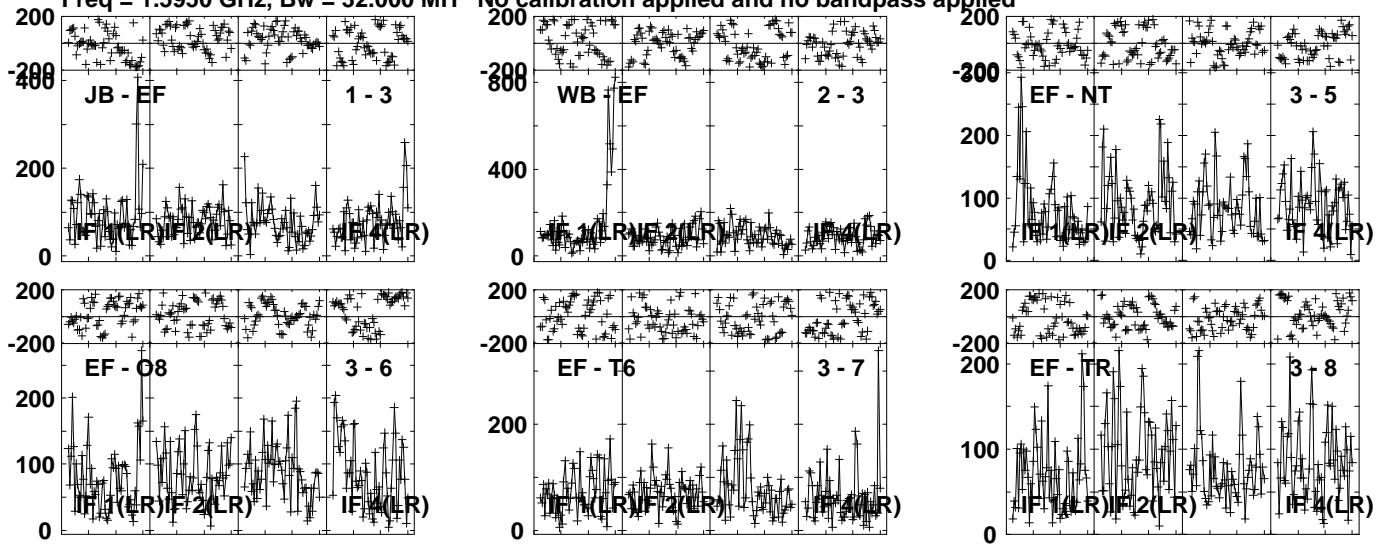 Freq = 1.5950 GHz, Bw = 32.000 MH No calibration applied and no bandpass applied
200
-200
400
200
0
JB - EF 1 - 3
IF 1(LR) IF 2(LR) IF 4(LR)
200
-200
800
400
0
WB - EF 2 - 3
IF 1(LR) IF 2(LR) IF 4(LR)
200
-200
300
200
100
0
EF - NT 3 - 5
IF 1(LR) IF 2(LR) IF 4(LR)
200
-200
200
100
0
EF - O8 3 - 6
IF 1(LR) IF 2(LR) IF 4(LR)
200
-200
200
0
EF - T6 3 - 7
IF 1(LR) IF 2(LR) IF 4(LR)
200
-200
200
100
0
EF - TR 3 - 8
IF 1(LR) IF 2(LR) IF 4(LR)